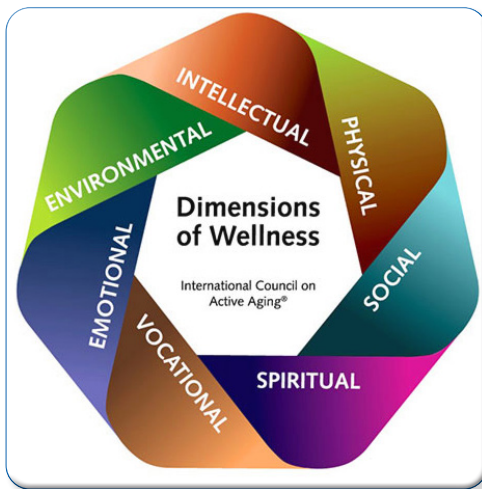 INTELLECTUAL
PHYSICAL
SOCIAL
SPIRITUAL
VOCATIONAL
EMOTIONAL
ENVIRONMENTAL
Dimensions
of Wellness
International Council on
Active Aging®